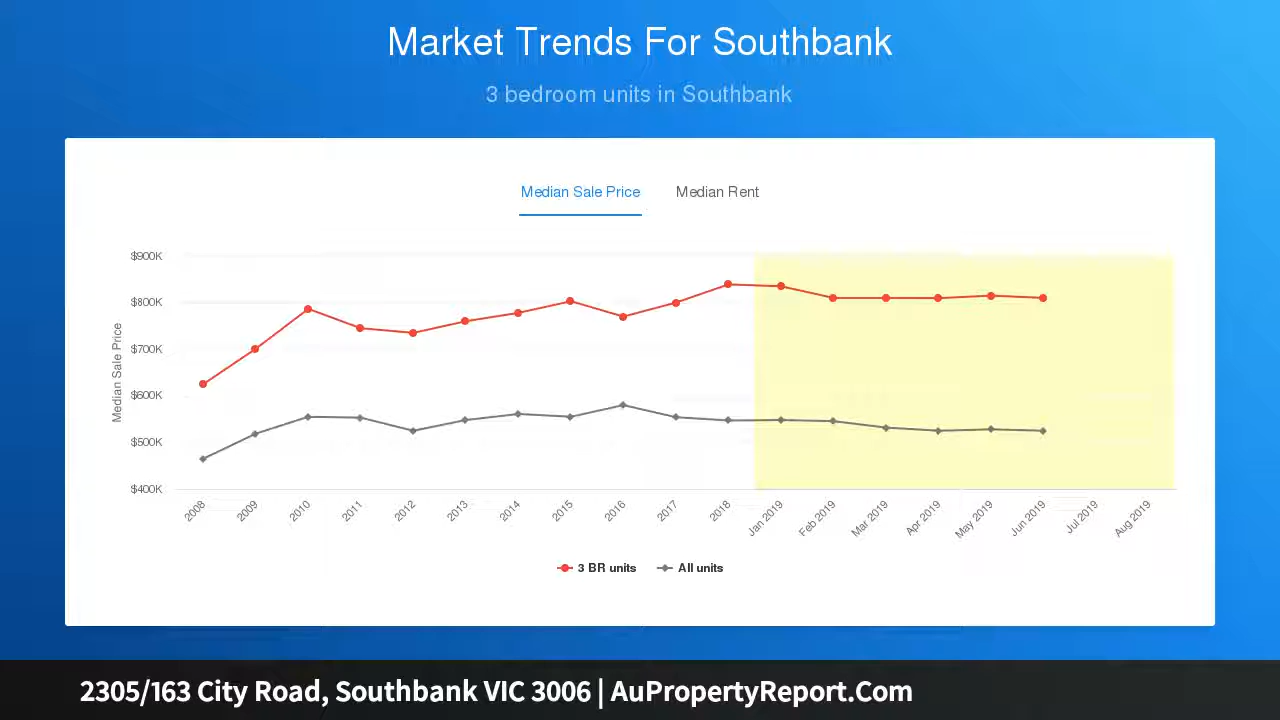 Market Trends For Southbank
3 bedroom units in Southbank
Median Sale Price Median Rent
$900K
$800K
$700K
$600K
$500K
$400K
Median Sale Price
2008 2009 2010 2011 2012 2013 2014 2015 2016 2017 2018 Jan 2019 Feb 2019 Mar 2019 Apr 2019 May 2019 Jun 2019 Jul 2019 Aug 2019
3 BR units All units
2305/163 City Road, Southbank VIC 3006 | AuPropertyReport.Com